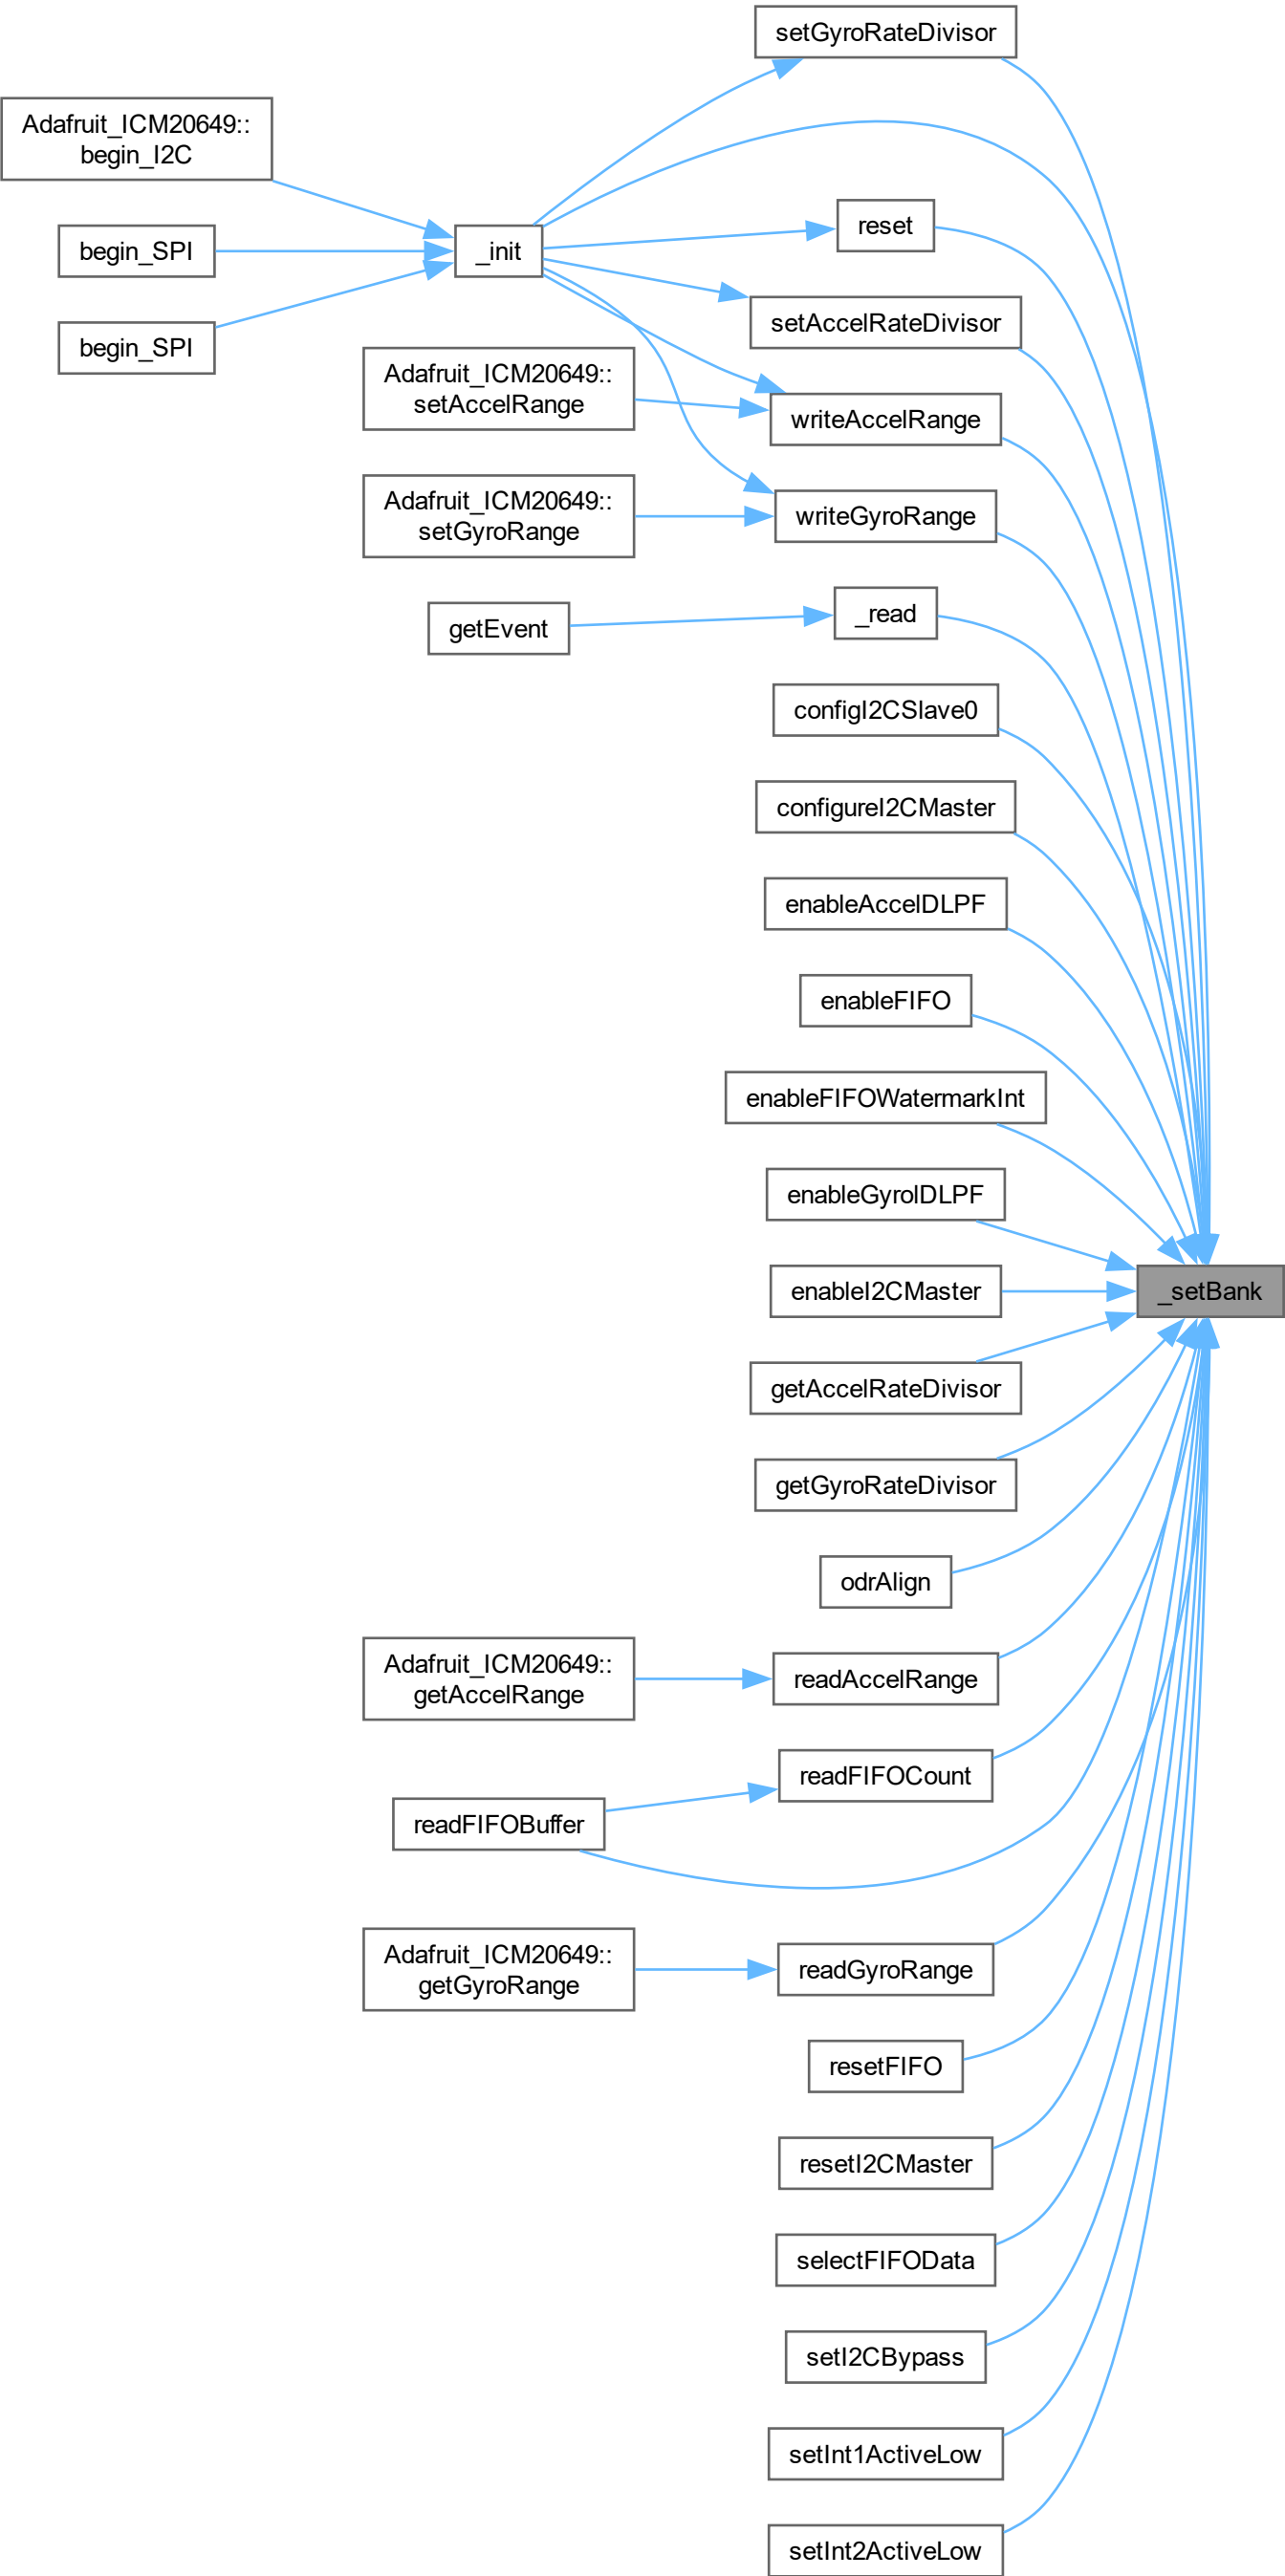 setGyroRateDivisor
Adafruit_ICM20649::
begin_I2C
begin_SPI
_init
reset
begin_SPI
setAccelRateDivisor
Adafruit_ICM20649::
setAccelRange
writeAccelRange
Adafruit_ICM20649::
setGyroRange
writeGyroRange
getEvent
_read
configI2CSlave0
configureI2CMaster
enableAccelDLPF
enableFIFO
enableFIFOWatermarkInt
enableGyrolDLPF
enableI2CMaster
_setBank
getAccelRateDivisor
getGyroRateDivisor
odrAlign
Adafruit_ICM20649::
getAccelRange
readAccelRange
readFIFOCount
readFIFOBuffer
Adafruit_ICM20649::
getGyroRange
readGyroRange
resetFIFO
resetI2CMaster
selectFIFOData
setI2CBypass
setInt1ActiveLow
setInt2ActiveLow